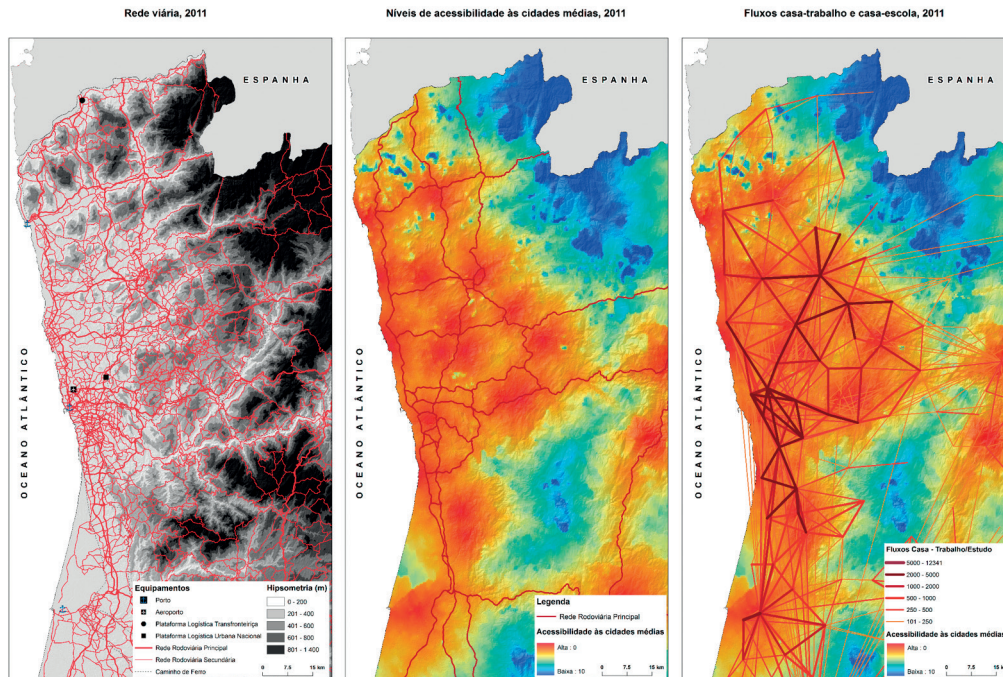 Rede viária, 2011
ESPANHA
OCEANO ATLÂNTICO
Equipamentos
Porto
Aeroporto
Plataforma Logística Transfronteiriça
Plataforma Logística Urbana Nacional
Rede Rodoviária Principal
Rede Rodoviária Secundária
Caminho de Ferro
Hipsometria (m)
0 - 200
201 - 400
401 - 600
601 - 800
801 - 1 400
0 7.5 15 km
Níveis de acessibilidade às cidades médias, 2011
ESPANHA
OCEANO ATLÂNTICO
Legenda
Rede Rodoviária Principal
Acessibilidade às cidades médias
Alta : 0
Baixa : 10
0 7.5 15 km
Fluxos casa-trabalho e casa-escola, 2011
ESPANHA
OCEANO ATLÂNTICO
Fluxos Casa - Trabalho/Estudo
5000 - 12341
2000 - 5000
1000 - 2000
500 - 1000
250 - 500
101 - 250
Acessibilidade às cidades médias
Alta : 0
Baixa : 10
0 7.5 15 km